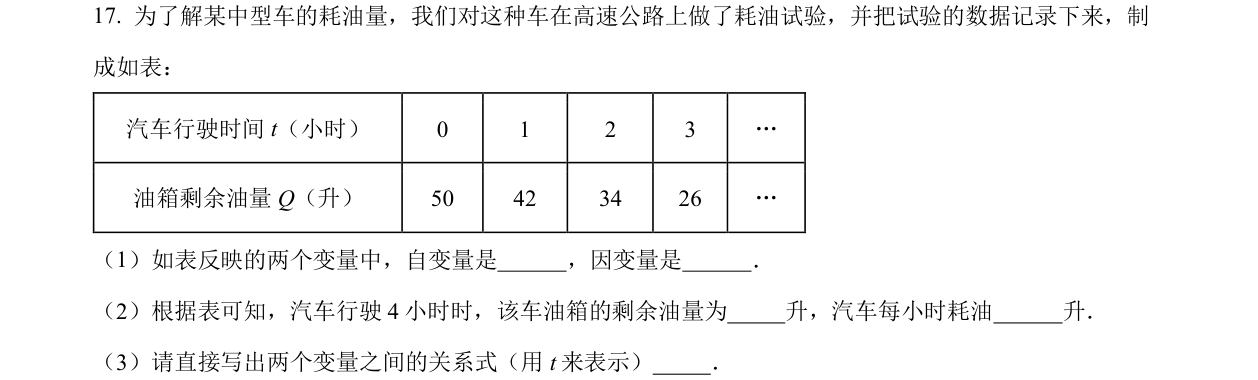 17. 为了解某中型车的耗油量，我们对这种车在高速公路上做了耗油试验，并把试验的数据记录下来，制
成如表：
汽车行驶时间 t（小时） 0 1 2 3 …
油箱剩余油量 Q（升） 50 42 34 26 …
（1）如表反映的两个变量中，自变量是______，因变量是______．
（2）根据表可知，汽车行驶 4 小时时，该车油箱的剩余油量为_____升，汽车每小时耗油______升．
（3）请直接写出两个变量之间的关系式（用 t 来表示）_____．